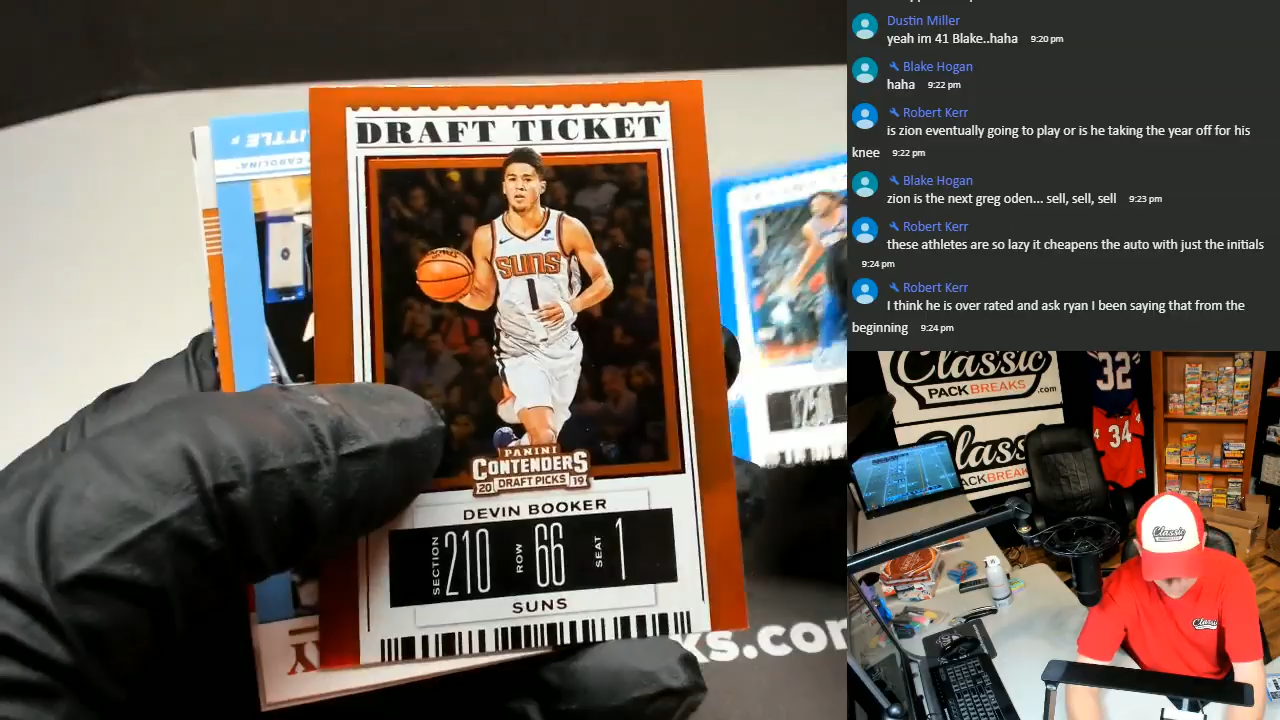 DRAFT TICKET
SUNS
1
PANINI
CONTENDERS
20 DRAFT PICKS 19
DEVIN BOOKER
SECTION 210 ROW 66 SEAT 1
SUNS
ITTLE
CAROLINA
Y
ks.com
Dustin Miller
yeah im 41 Blake..haha 9:20 pm
Blake Hogan
haha 9:22 pm
Robert Kerr
is zion eventually going to play or is he taking the year off for his
knee 9:22 pm
Blake Hogan
zion is the next greg oden... sell, sell, sell 9:23 pm
Robert Kerr
these athletes are so lazy it cheapens the auto with just the initials
9:24 pm
Robert Kerr
I think he is over rated and ask ryan I been saying that from the
beginning 9:24 pm
Classic
PACKBREAKS.com
Classic
PACKBREAKS
32
34
Classic
Classic